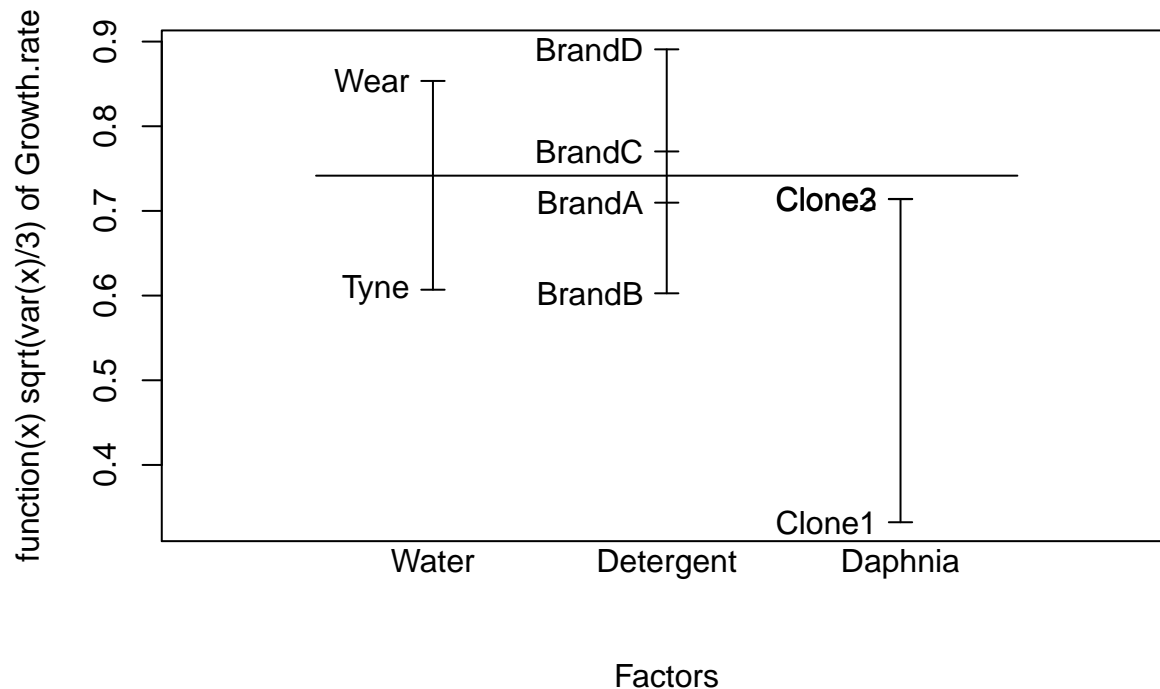 function(x) sqrt(var(x)/3) of Growth.rate
0.9
0.8
0.7
0.6
0.5
0.4
Wear
Tyne
BrandD
BrandC
BrandA
BrandB
Clone3
Clone1
Water Detergent Daphnia
Factors